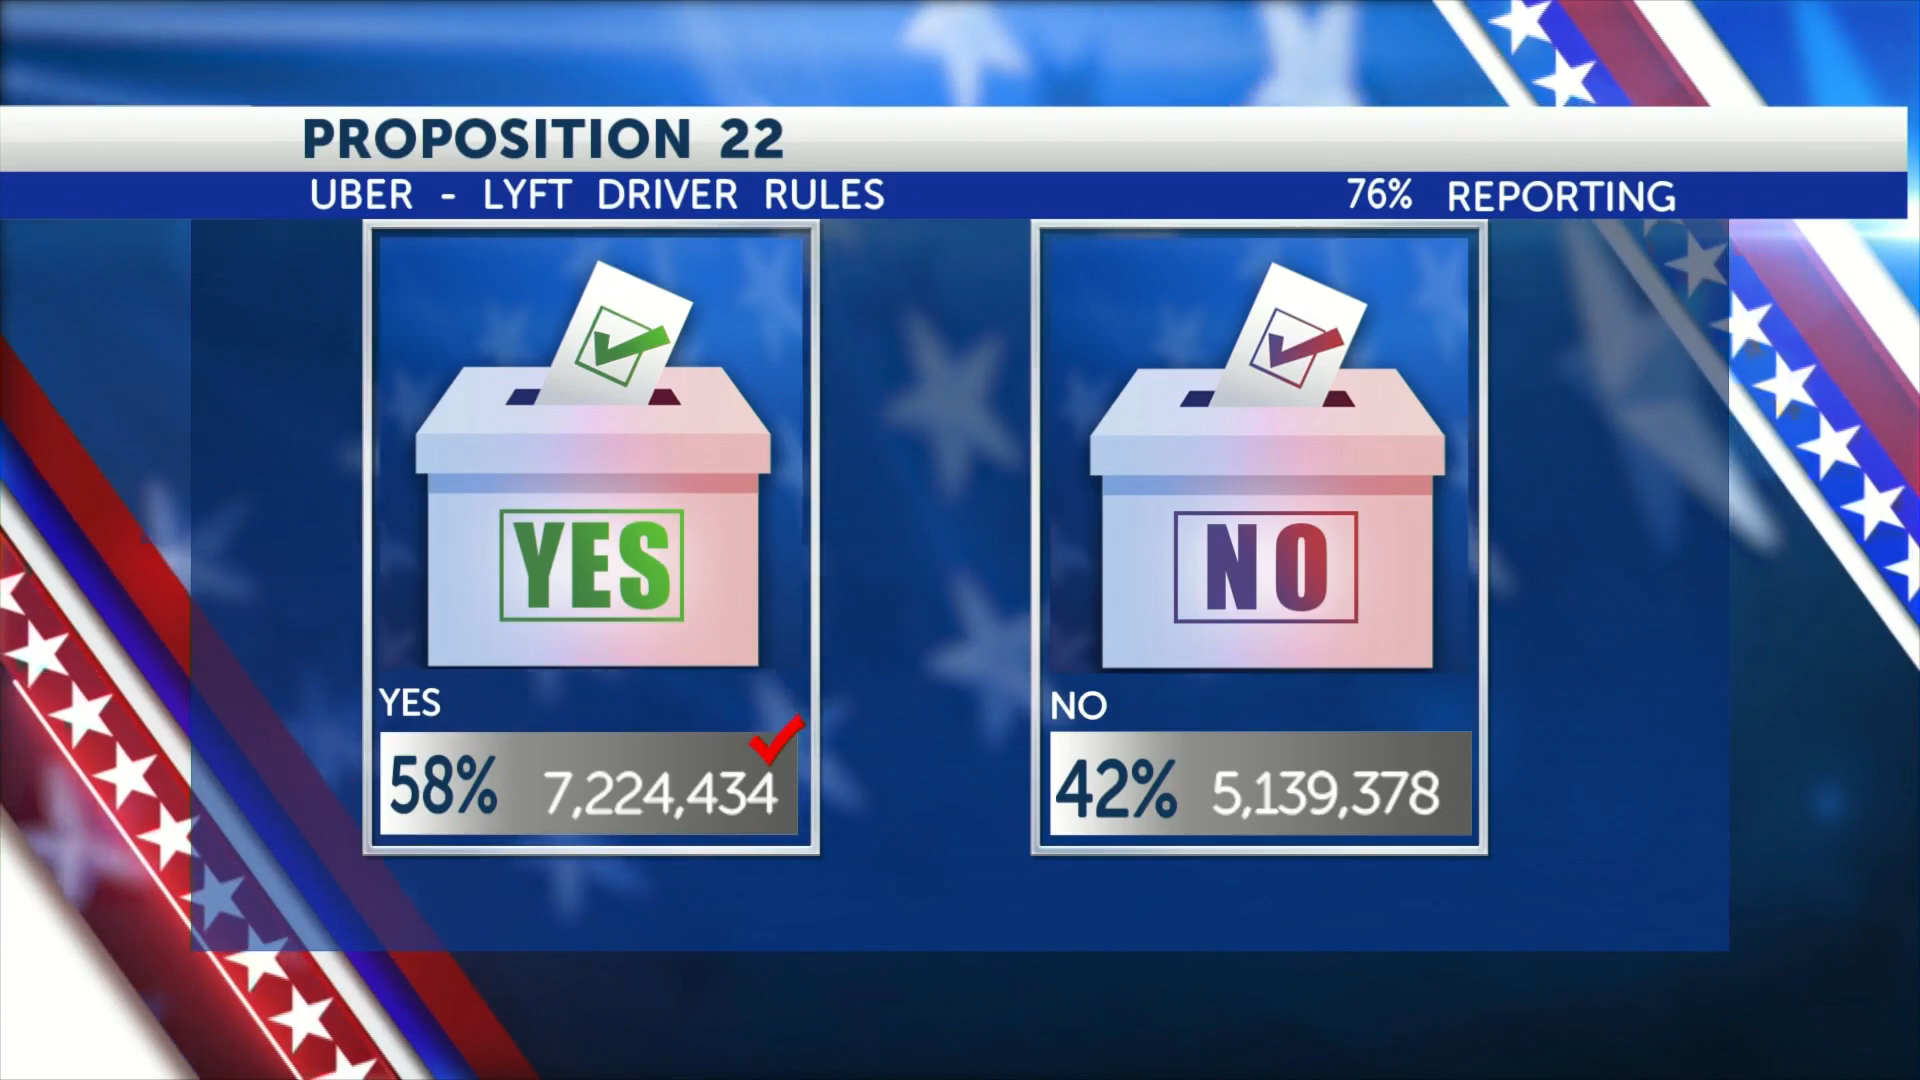 PROPOSITION 22
UBER - LYFT DRIVER RULES
76% REPORTING
YES
NO
YES
58% 7,224,434
NO
42% 5,139,378